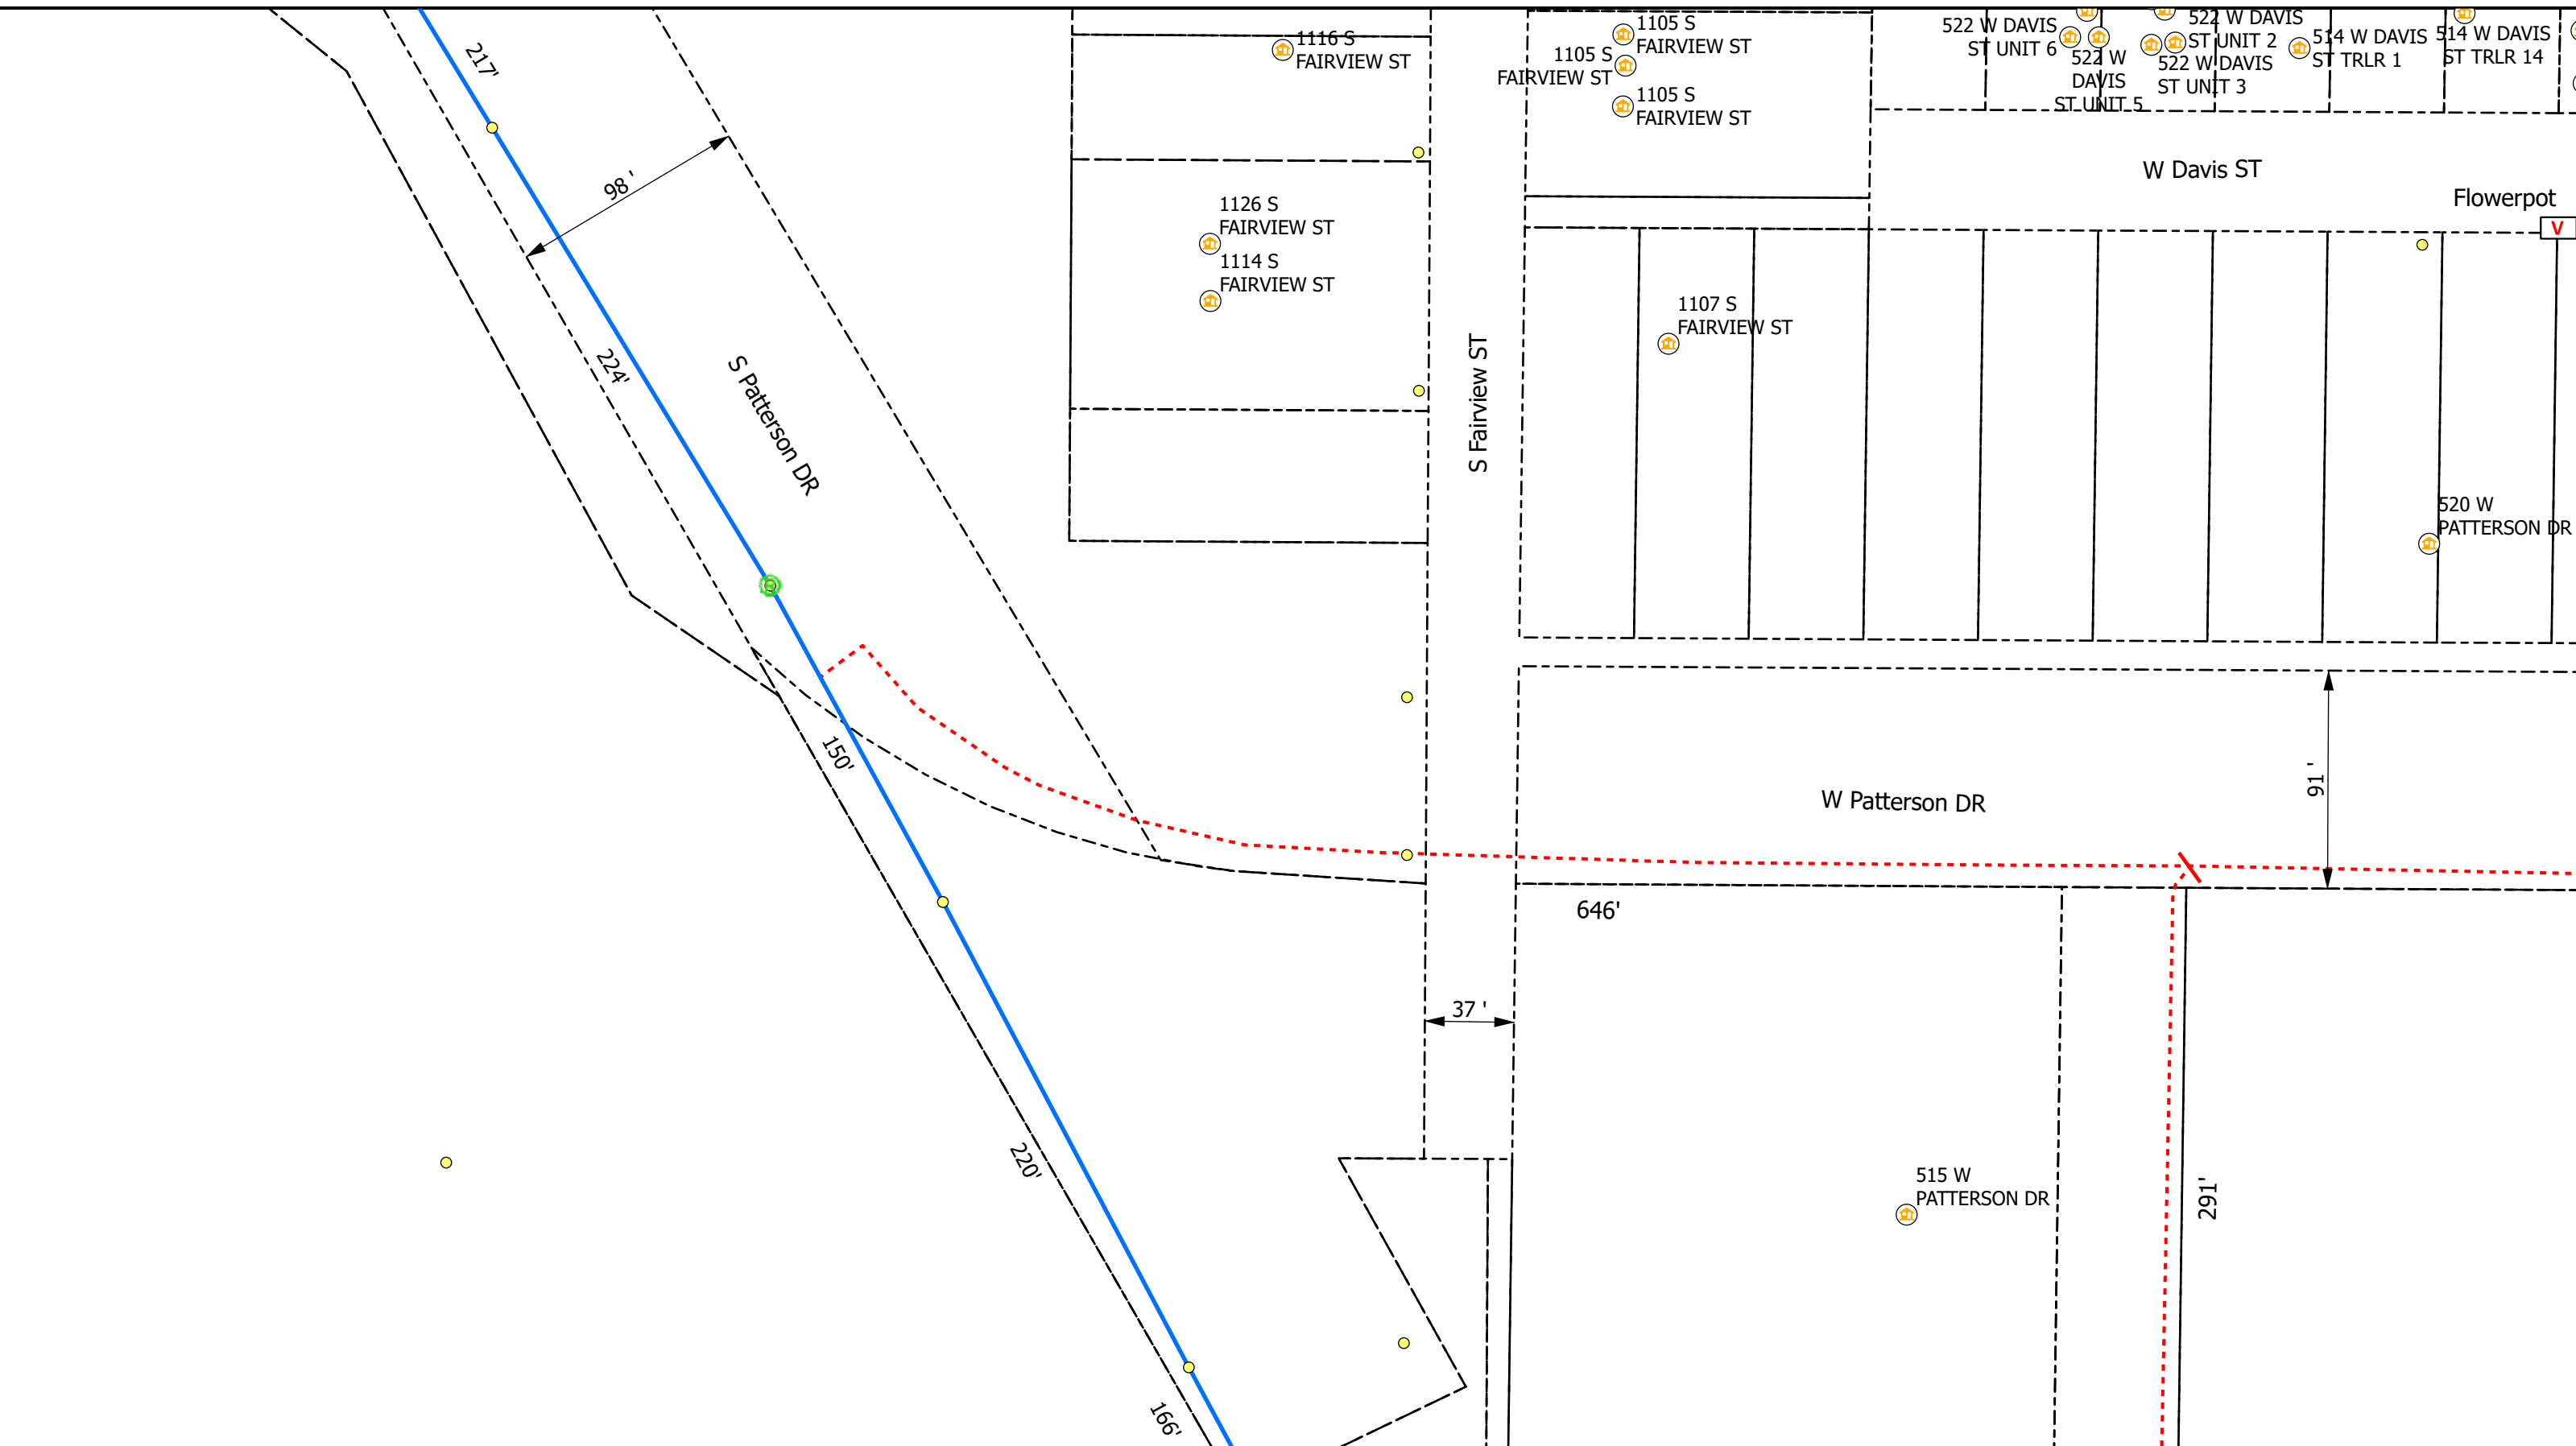 217'
98 '
224'
S Patterson DR
150'
220'
166'
1116 S
FAIRVIEW ST
1126 S
FAIRVIEW ST
1114 S
FAIRVIEW ST
S Fairview ST
1105 S
FAIRVIEW ST
1105 S
FAIRVIEW ST
1105 S
FAIRVIEW ST
522 W DAVIS
ST UNIT 6
522 W
DAVIS
ST UNIT 5
522 W DAVIS
ST UNIT 2
522 W DAVIS
ST UNIT 3
514 W DAVIS
ST TRLR 1
514 W DAVIS
ST TRLR 14
W Davis ST
Flowerpot
V
1107 S
FAIRVIEW ST
520 W
PATTERSON DR
91 '
W Patterson DR
646'
37 '
515 W
PATTERSON DR
291'